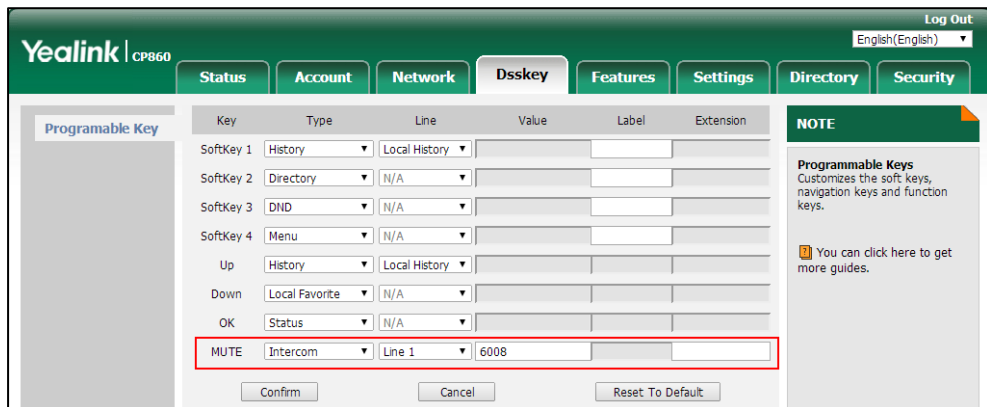 Log Out
Yealink CP860
English(English)
Status Account Network Dsskey Features Settings Directory Security
Programable Key
Key Type Line Value Label Extension
SoftKey 1 History Local History
SoftKey 2 Directory N/A
SoftKey 3 DND N/A
SoftKey 4 Menu N/A
Up History Local History
Down Local Favorite N/A
OK Status N/A
MUTE Intercom Line 1 6008
Confirm Cancel Reset To Default
NOTE
Programmable Keys
Customizes the soft keys,
navigation keys and function
keys.
? You can click here to get
more guides.